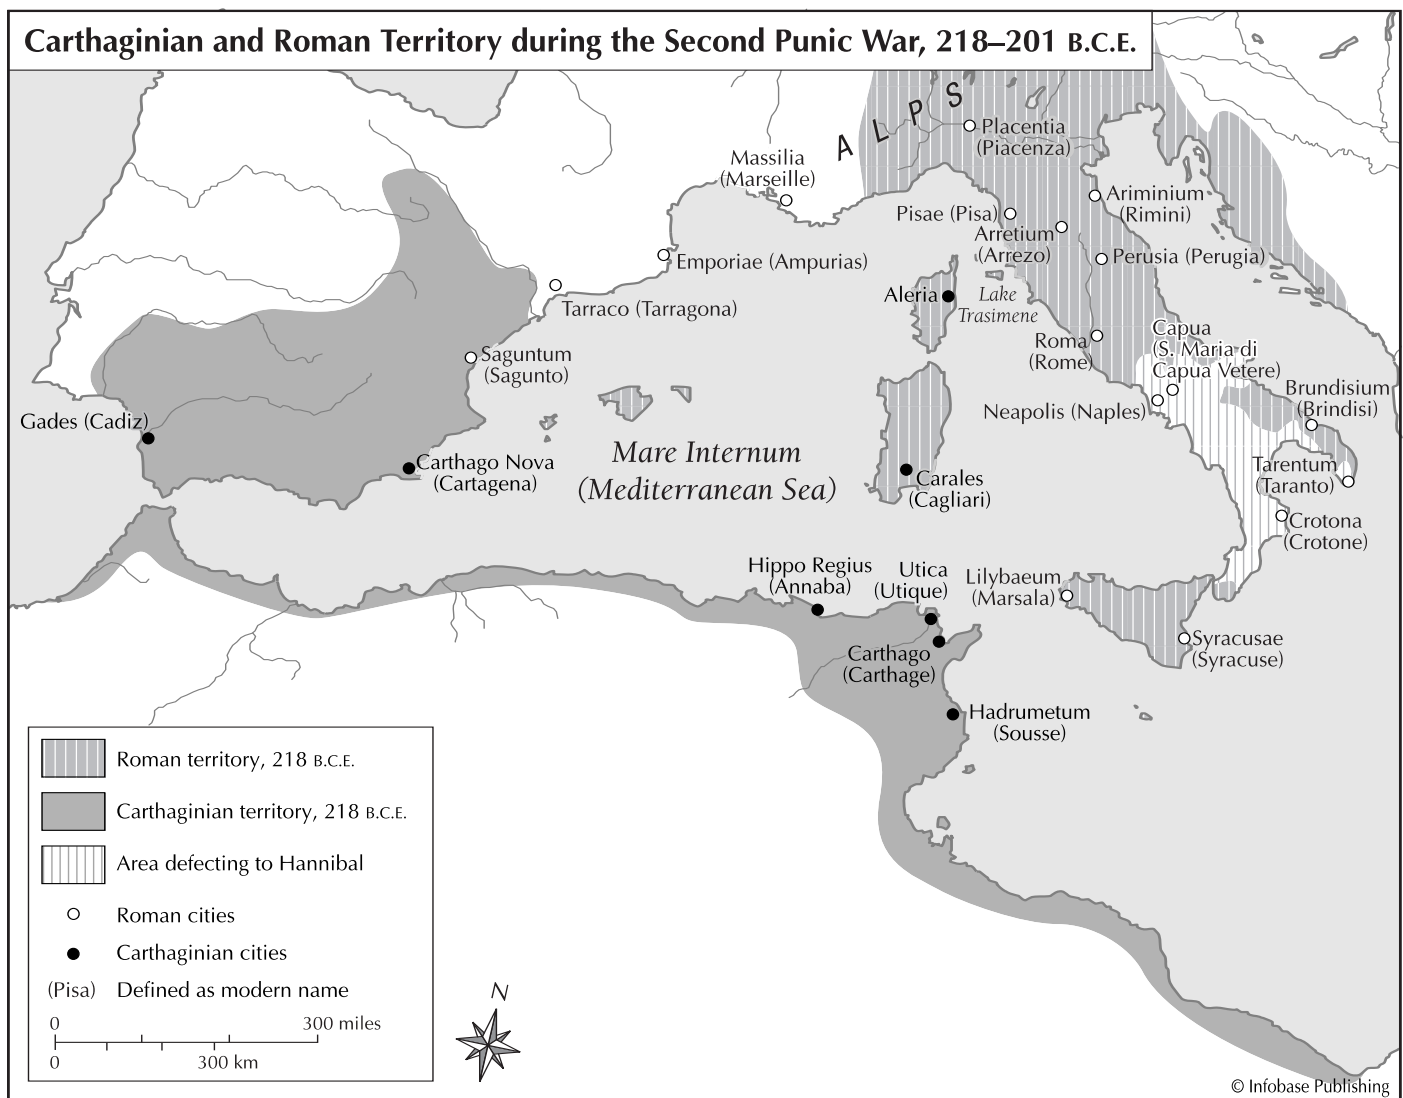 Carthaginian and Roman Territory during the Second Punic War, 218–201 B.C.E.
ALPS
Placentia
(Piacenza)
Massilia
(Marseille)
Ariminium
(Rimini)
Pisae (Pisa)
Arretium
(Arrezo)
Perusia (Perugia)
Emporiae (Ampurias)
Aleria
Lake
Trasimene
Tarraco (Tarragona)
Roma
(Rome)
Capua
(S. Maria di
Capua Vetere)
Saguntum
(Sagunto)
Brundisium
(Brindisi)
Neapolis (Naples)
Gades (Cadiz)
Mare Internum
(Mediterranean Sea)
Carthago Nova
(Cartagena)
Tarentum
(Taranto)
Carales
(Cagliari)
Crotona
(Crotone)
Hippo Regius
(Annaba)
Utica
(Utique)
Lilybaeum
(Marsala)
Syracusae
(Syracuse)
Carthago
(Carthage)
Hadrumetum
(Sousse)
Roman territory, 218 B.C.E.
Carthaginian territory, 218 B.C.E.
Area defecting to Hannibal
Roman cities
Carthaginian cities
(Pisa) Defined as modern name
0 300 miles
0 300 km
N
© Infobase Publishing